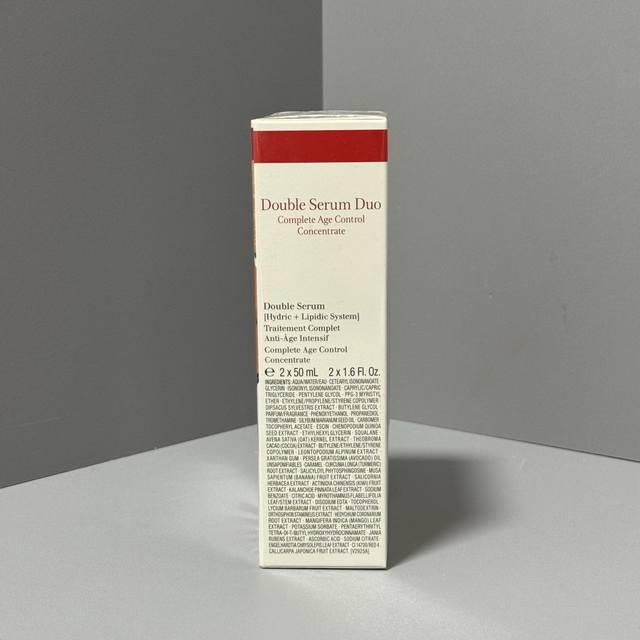 Double Serum Duo
Complete Age Control
Concentrate
Double Serum
[Hydric + Lipidic System]
Traitement Complet
Anti-Âge Intensif
Complete Age Control
Concentrate
℮ 2 x 50 mL 2 x 1.6 Fl. Oz.
INGREDIENTS: AQUA/WATER/EAU · CETEARYL ISONONANOATE ·
GLYCERIN · ISONONYL ISONONANOATE · CAPRYLIC/CAPRIC
TRIGLYCERIDE · PENTYLENE GLYCOL · PPG-3 MYRISTYL
ETHER · ETHYLENE/PROPYLENE/STYRENE COPOLYMER ·
DIPSACUS SYLVESTRIS EXTRACT · BUTYLENE GLYCOL ·
PARFUM/FRAGRANCE · PHENOXYETHANOL · PROPANEDIOL ·
TROMETHAMINE · SILYBUM MARIANUM SEED OIL · CARBOMER ·
TOCOPHERYL ACETATE · ESCIN · CHENOPODIUM QUINOA
SEED EXTRACT · ETHYLHEXYLGLYCERIN · SQUALANE ·
AVENA SATIVA (OAT) KERNEL EXTRACT · THEOBROMA
CACAO (COCOA) EXTRACT · BUTYLENE/ETHYLENE/STYRENE
COPOLYMER · LEONTOPODIUM ALPINUM EXTRACT ·
XANTHAN GUM · PERSEA GRATISSIMA (AVOCADO) OIL
UNSAPONIFIABLES · CARAMEL · CURCUMA LONGA (TURMERIC)
ROOT EXTRACT · SALICYLOYL PHYTOSPHINGOSINE · MUSA
SAPIENTUM (BANANA) FRUIT EXTRACT · SALICORNIA
HERBACEA EXTRACT · ACTINIDIA CHINENSIS (KIWI) FRUIT
EXTRACT · KALANCHOE PINNATA LEAF EXTRACT · SODIUM
BENZOATE · CITRIC ACID · MYROTHAMNUS FLABELLIFOLIA
LEAF/STEM EXTRACT · DISODIUM EDTA · TOCOPHEROL ·
LYCIUM BARBARUM FRUIT EXTRACT · MALTODEXTRIN ·
ORTHOSIPHON STAMINEUS EXTRACT · HEDYCHIUM CORONARIUM
ROOT EXTRACT · MANGIFERA INDICA (MANGO) LEAF
EXTRACT · POTASSIUM SORBATE · PENTAERYTHRITYL
TETRA-DI-T-BUTYL HYDROXYHYDROCINNAMATE · JANIA
RUBENS EXTRACT · ASCORBIC ACID · SODIUM CITRATE ·
ENGELHARDTIA CHRYSOLEPIS LEAF EXTRACT · CI 14700/RED 4 ·
CALLICARPA JAPONICA FRUIT EXTRACT. [V2925A]